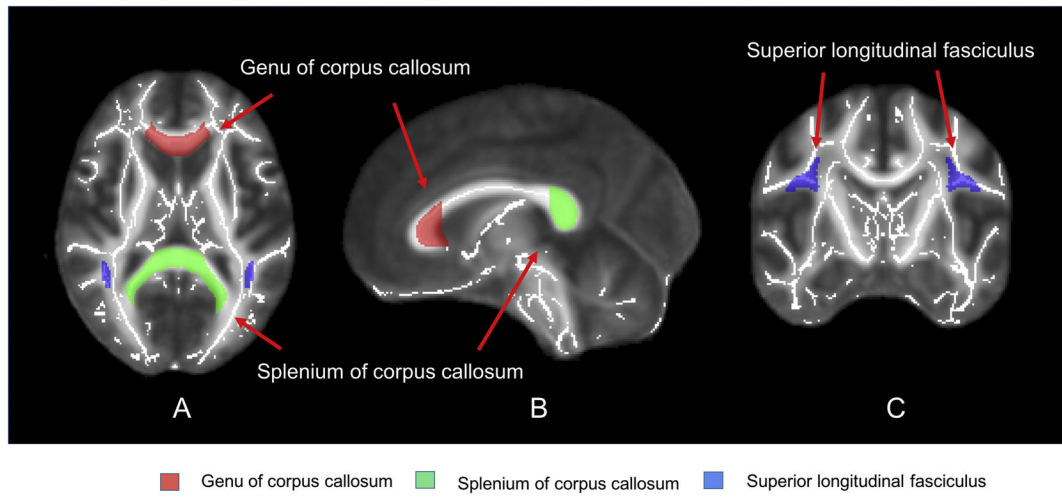 Genu of corpus callosum
Superior longitudinal fasciculus
Splenium of corpus callosum
A
B
C
Genu of corpus callosum
Splenium of corpus callosum
Superior longitudinal fasciculus